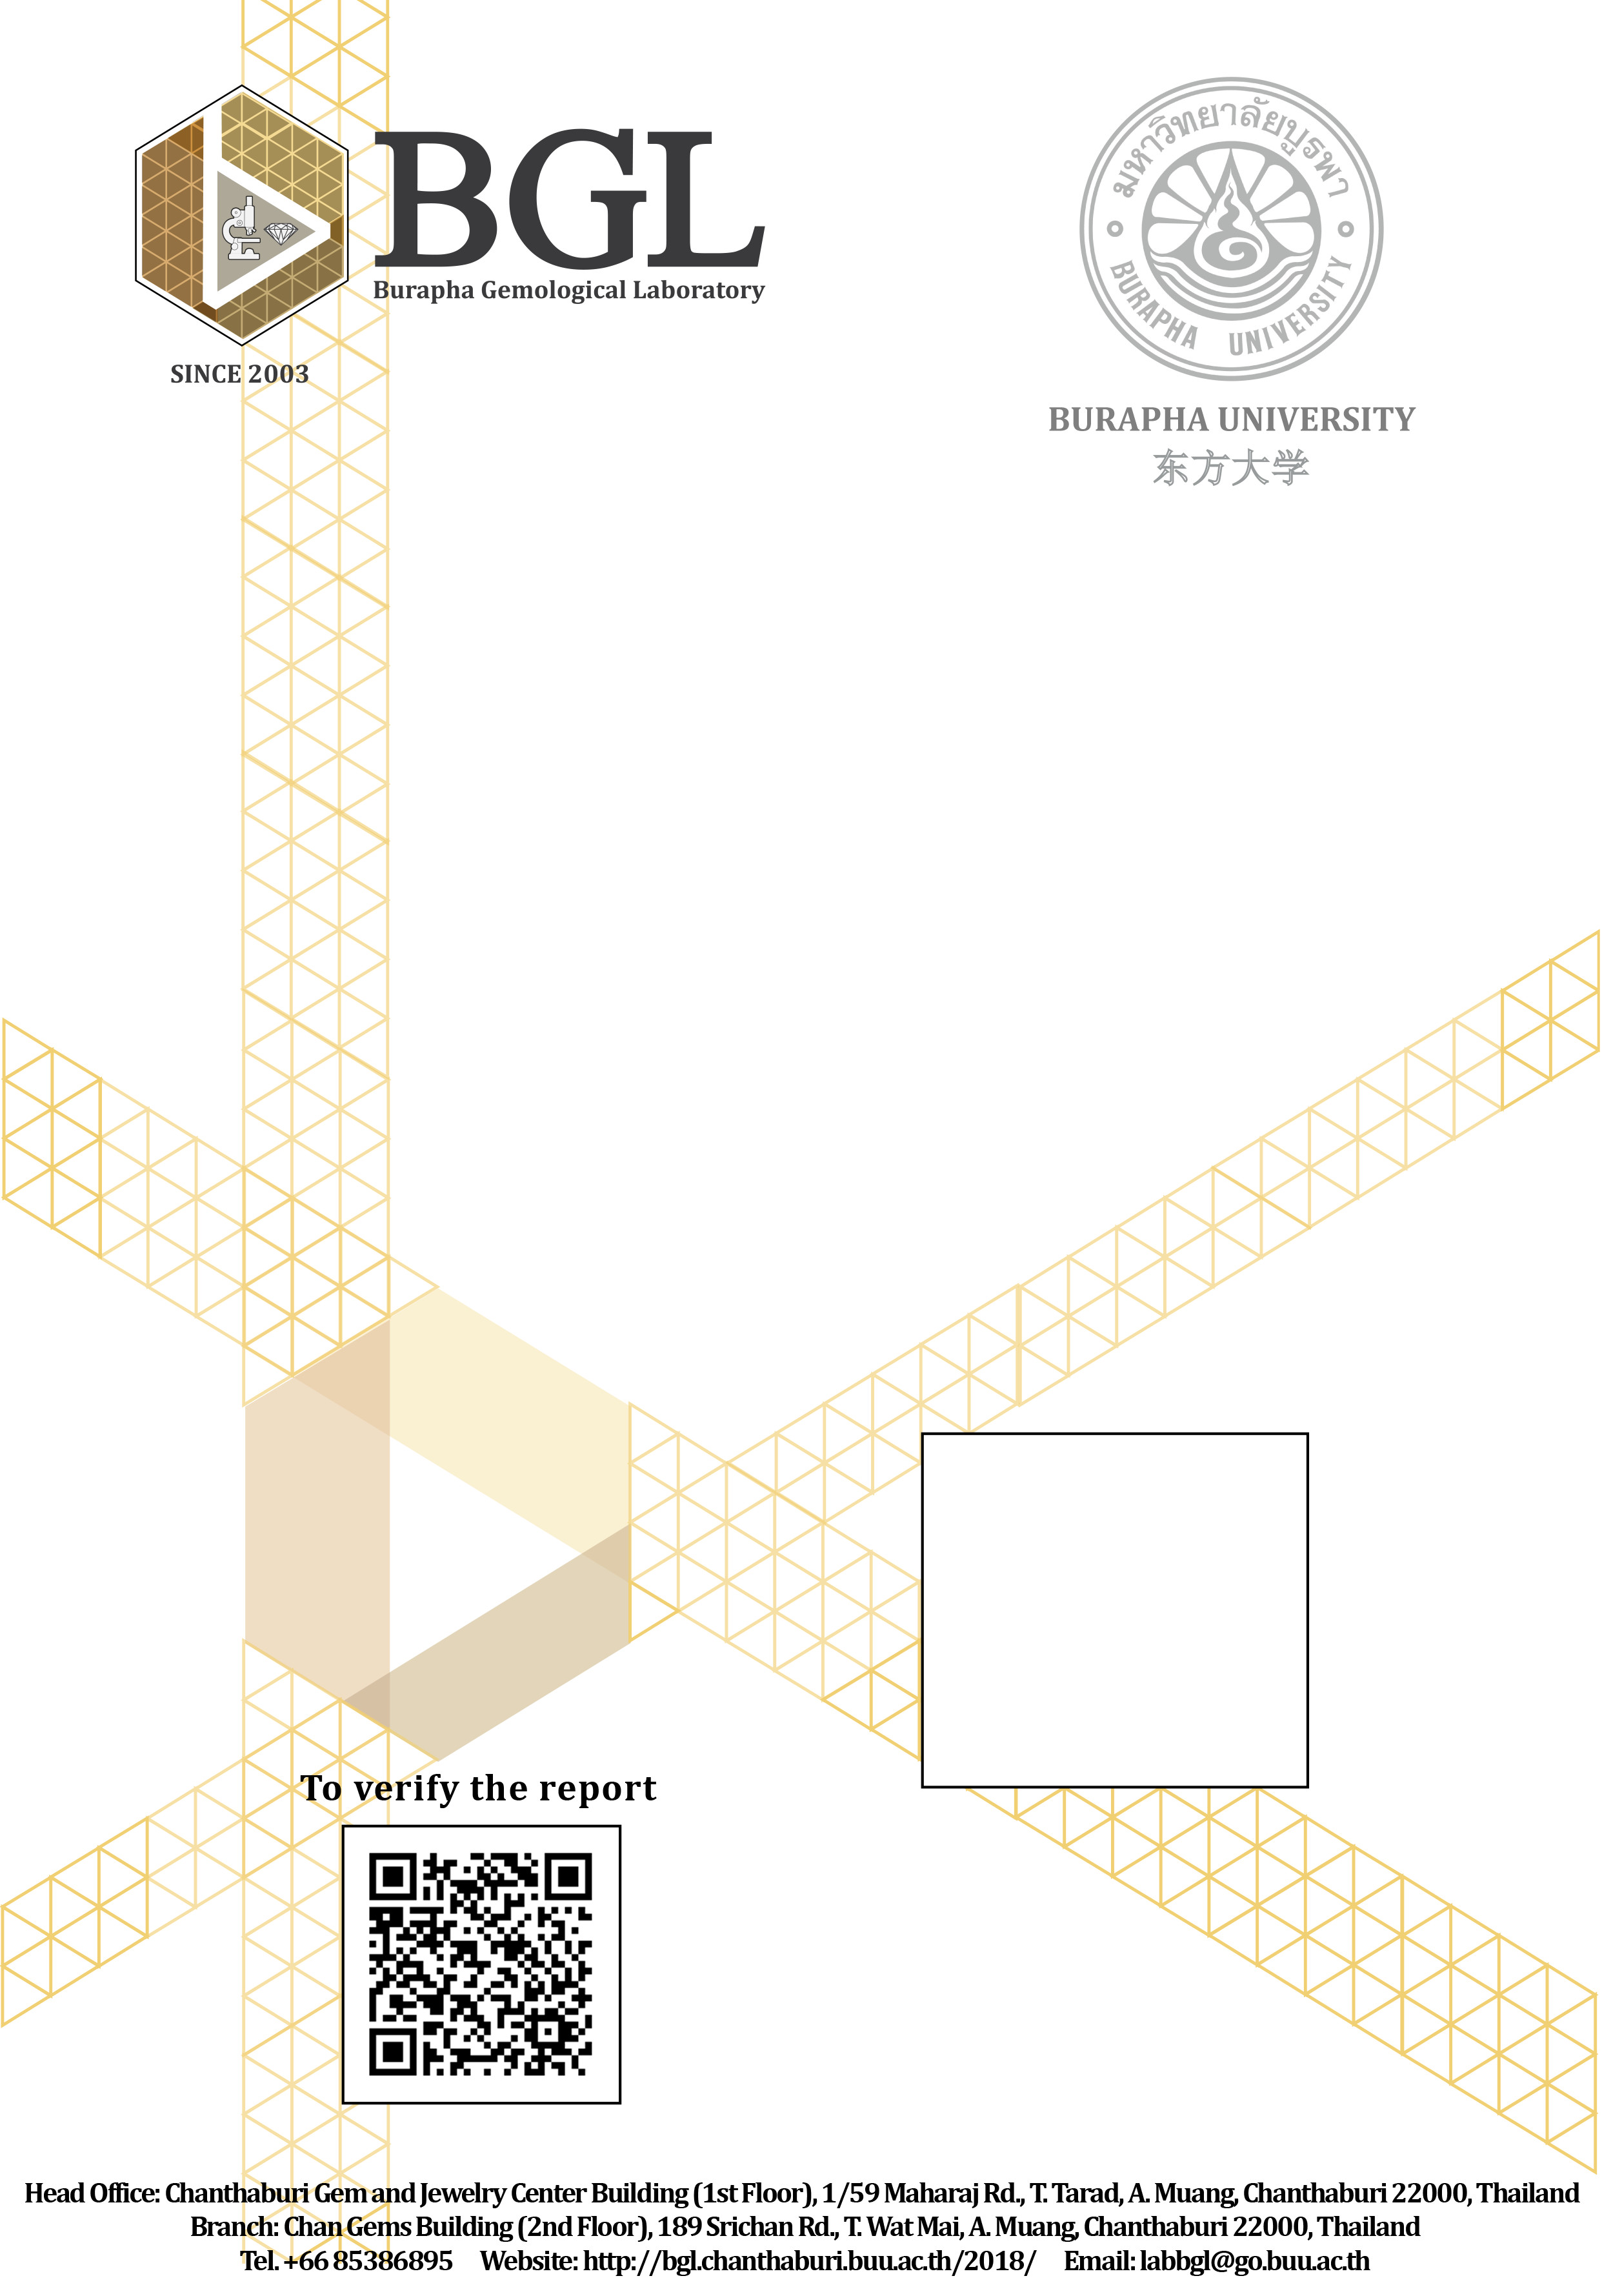 BGL
Burapha Gemological Laboratory
SINCE 2003
มหาวิทยาลัยบูรพา
BURAPHA UNIVERSITY
BURAPHA UNIVERSITY
东方大学
To verify the report
Head Office: Chanthaburi Gem and Jewelry Center Building (1st Floor), 1/59 Maharaj Rd., T. Tarad, A. Muang, Chanthaburi 22000, Thailand
Branch: Chan Gems Building (2nd Floor), 189 Srichan Rd., T. Wat Mai, A. Muang, Chanthaburi 22000, Thailand
Tel. +66 85386895 Website: http://bgl.chanthaburi.buu.ac.th/2018/ Email: labbgl@go.buu.ac.th